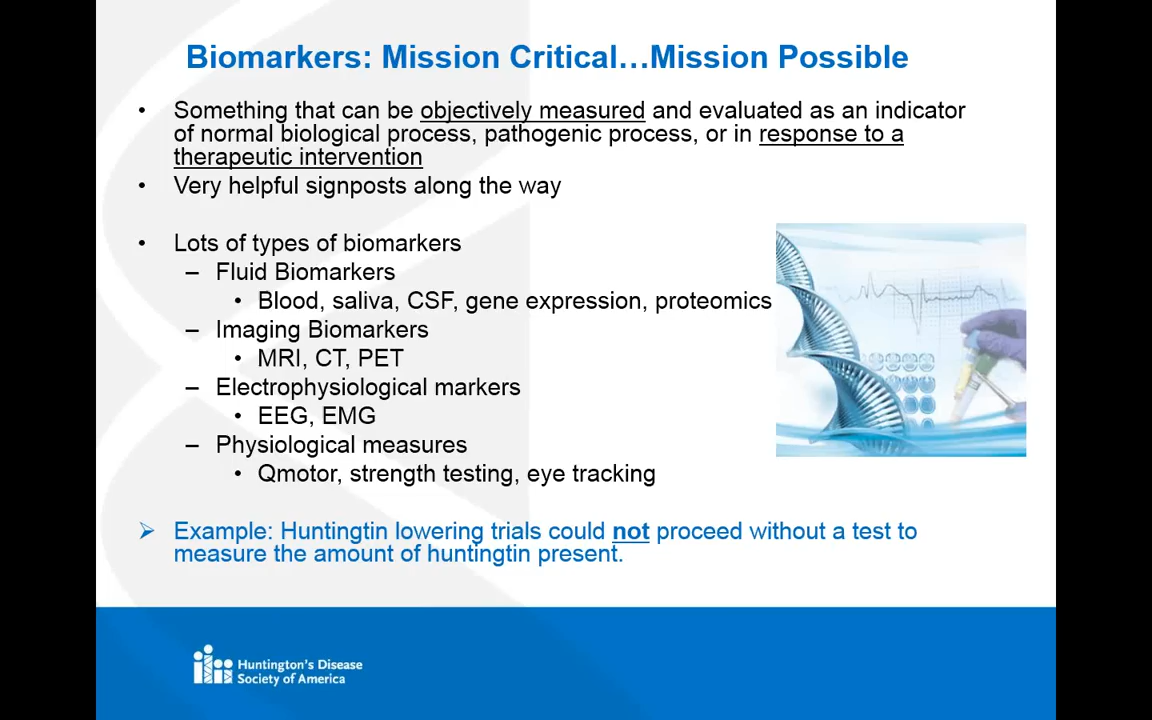 Biomarkers: Mission Critical…Mission Possible
• Something that can be objectively measured and evaluated as an indicator
of normal biological process, pathogenic process, or in response to a
therapeutic intervention
• Very helpful signposts along the way
• Lots of types of biomarkers
– Fluid Biomarkers
• Blood, saliva, CSF, gene expression, proteomics
– Imaging Biomarkers
• MRI, CT, PET
– Electrophysiological markers
• EEG, EMG
– Physiological measures
• Qmotor, strength testing, eye tracking
➢ Example: Huntingtin lowering trials could not proceed without a test to
measure the amount of huntingtin present.
Huntington's Disease
Society of America